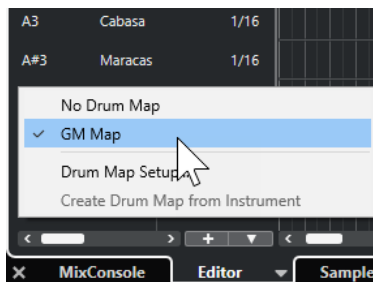 A3 Cabasa 1/16
A#3 Maracas 1/16
No Drum Map
GM Map
Drum Map Setup
Create Drum Map from Instrument
MixConsole Editor Sample